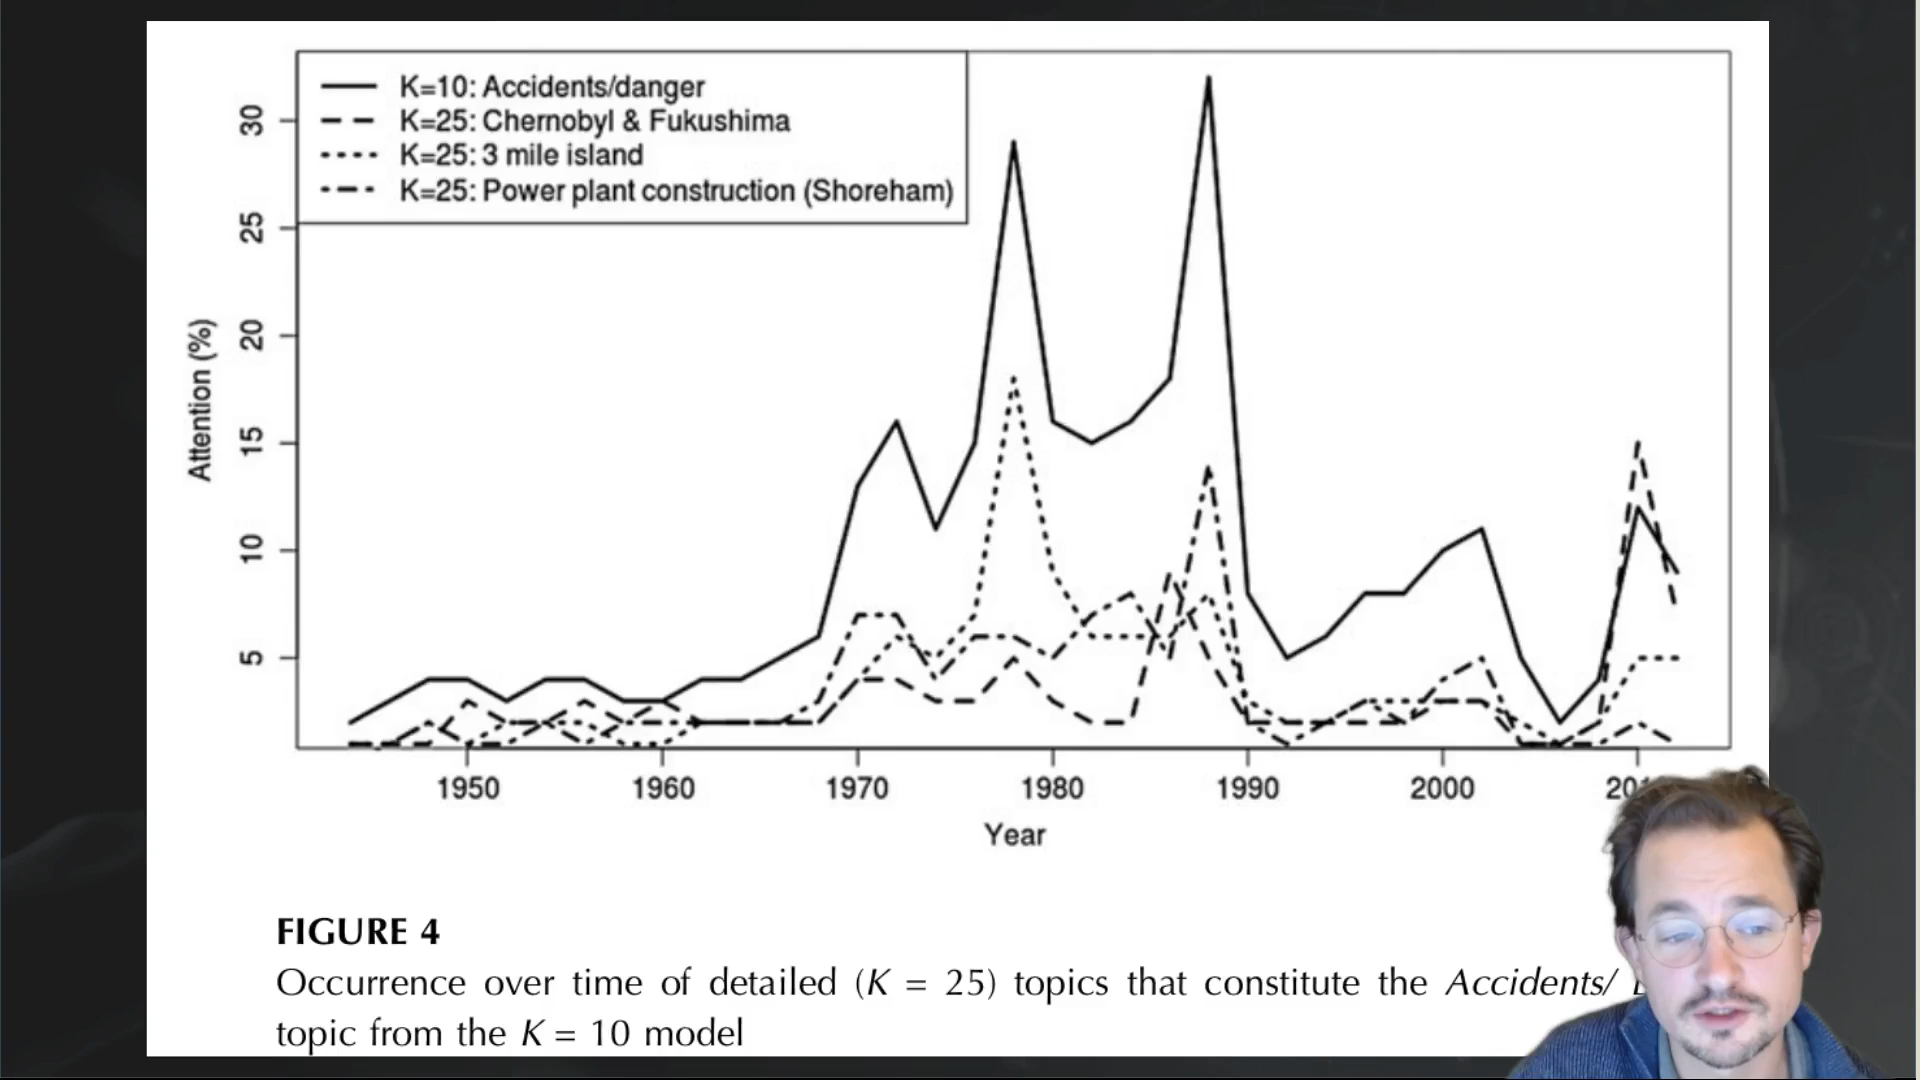 K=10: Accidents/danger
K=25: Chernobyl & Fukushima
K=25: 3 mile island
K=25: Power plant construction (Shoreham)
30
25
20
15
10
5
Attention (%)
1950 1960 1970 1980 1990 2000
Year
FIGURE 4
Occurrence over time of detailed (K = 25) topics that constitute the Accidents/
topic from the K = 10 model